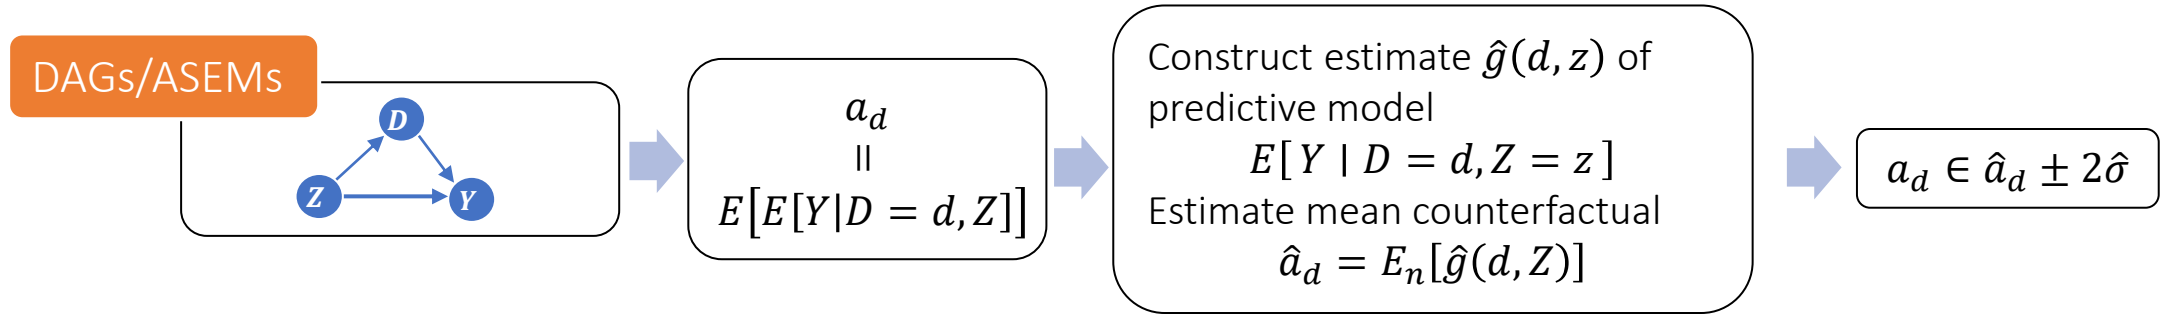 DAGs/ASEMs
D
Z
Y
a_d
=
E[E[Y|D = d, Z]]
Construct estimate ĝ(d, z) of
predictive model
E[ Y | D = d, Z = z ]
Estimate mean counterfactual
â_d = E_n[ĝ(d, Z)]
a_d ∈ â_d ± 2σ̂